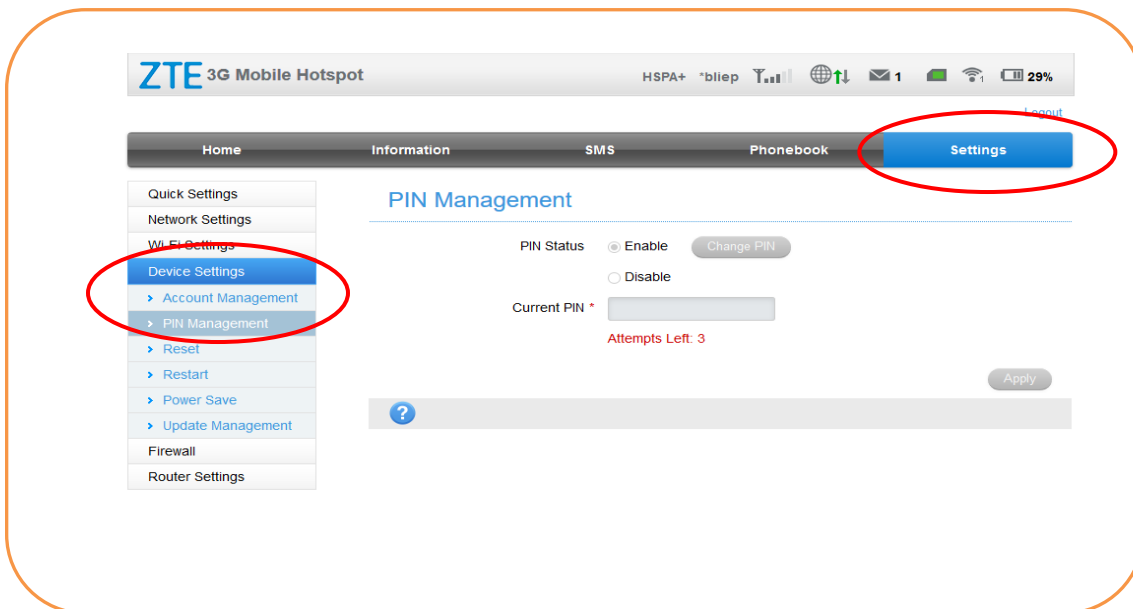 ZTE 3G Mobile Hotspot HSPA+ *bliep 1 1 29%
Logout
Home Information SMS Phonebook Settings
Quick Settings
Network Settings
Wi-Fi Settings
Device Settings
Account Management
PIN Management
Reset
Restart
Power Save
Update Management
Firewall
Router Settings
PIN Management
PIN Status Enable Change PIN
Disable
Current PIN *
Attempts Left: 3
Apply
?